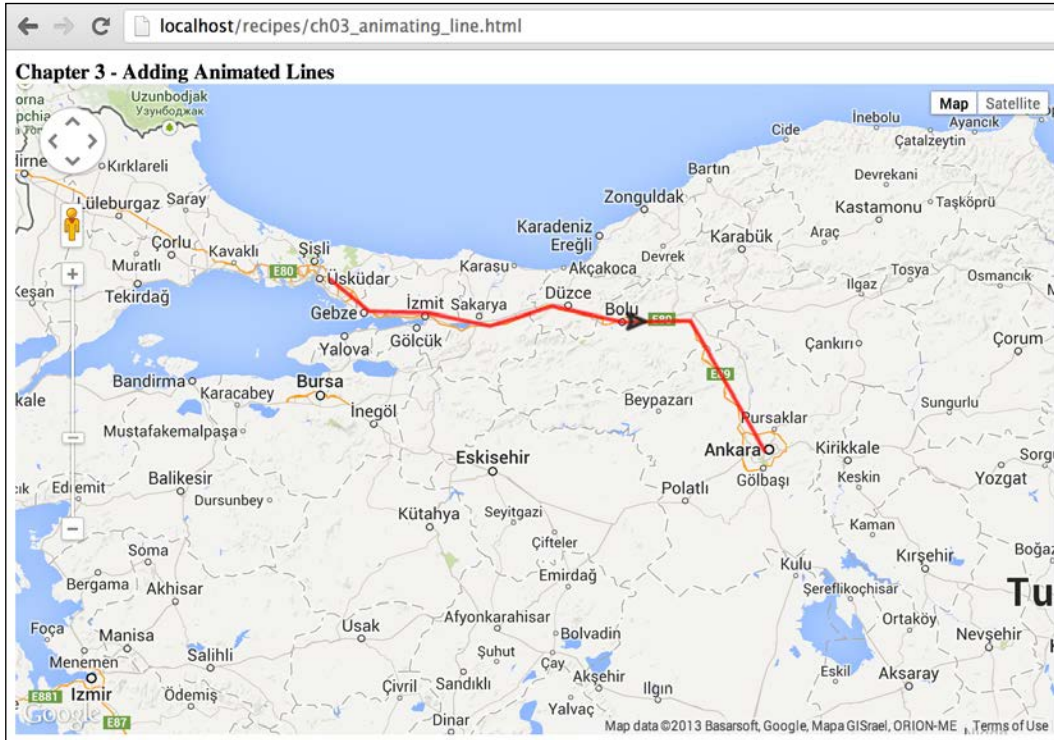 localhost/recipes/ch03_animating_line.html
Chapter 3 - Adding Animated Lines
Uzunbodjak
Узунбоджак
Map
Satellite
İnebolu
Ayancık
Cide
Çatalzeytin
Kırklareli
Bartın
Devrekani
Lüleburgaz
Saray
Zonguldak
Kastamonu
Taşköprü
Karadeniz
Ereğli
Karabük
Araç
Çorlu
Kavaklı
Şişli
Devrek
Muratlı
E80
Üsküdar
Karasu
Akçakoca
Tosya
Osmancık
Keşan
Tekirdağ
Ilgaz
İzmit
Sakarya
Düzce
Gebze
Bolu
E80
Yalova
Gölcük
Çankırı
Çorum
Bandirma
Bursa
E89
Karacabey
İnegöl
Beypazarı
Sungurlu
Mustafakemalpaşa
Pursaklar
Ankara
Kirikkale
Eskisehir
Gölbaşı
Balikesir
Polatlı
Keskin
Yozgat
Dursunbey
Kütahya
Seyitgazi
Kaman
Çifteler
Soma
Kulu
Kırşehir
Bergama
Akhisar
Emirdağ
Şereflikoçhisar
Tu
Afyonkarahisar
Ortaköy
Foça
Manisa
Usak
Bolvadin
Nevşehir
Menemen
Salihli
Şuhut
Çay
Eskil
Aksaray
E881
Izmir
Ödemiş
Çivril
Sandıklı
Akşehir
Ilgın
Google
E87
Dinar
Yalvaç
Map data ©2013 Basarsoft, Google, Mapa GISrael, ORION-ME
Terms of Use